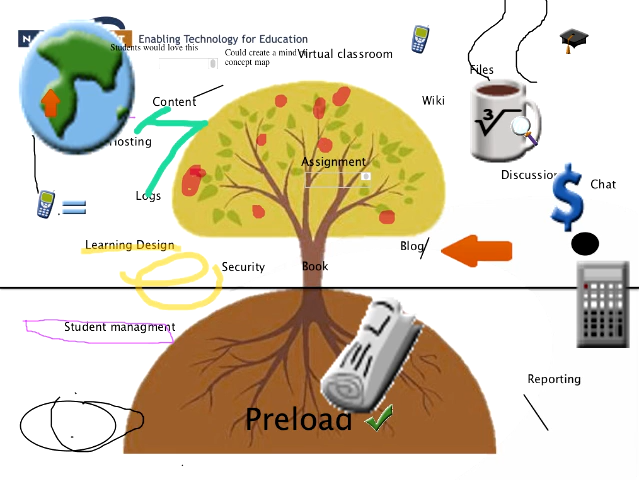 Enabling Technology for Education
Students would love this
Could create a mind or
concept map
Virtual classroom
Files
Content
Wiki
Hosting
3√
Assignment
Discussion
Chat
Logs
$
=
Learning Design
Blog
Security
Book
Student managment
Reporting
Preload